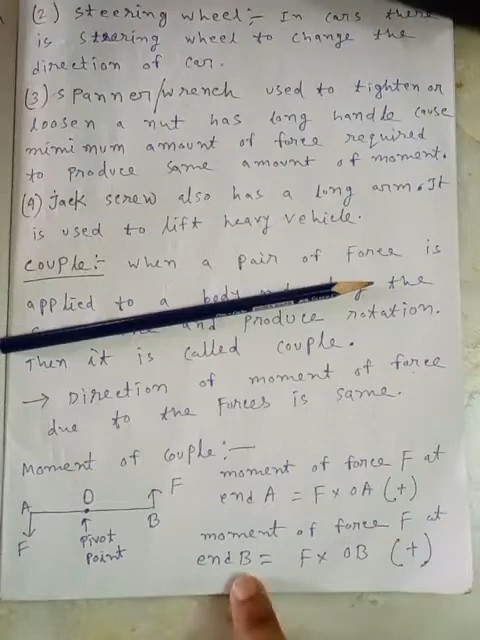 (2) Steering wheel:- In cars there
is stearing wheel to change the
direction of car.
(3) Spanner/wrench used to tighten or
loosen a nut has long handle cause
mimimum amount of force required
to produce same amount of moment.
(4) Jack screw also has a long arm. It
is used to lift heavy vehicle.
Couple:- when a pair of Force is
applied to a body the
and produce rotation.
Then it is called couple.
→ Direction of moment of force
due to the Forces is same.
Moment of couple:—
moment of force F at
end A = F x OA (+)
moment of force F at
end B = F x OB (+)
A O B F
F
Pivot
Point